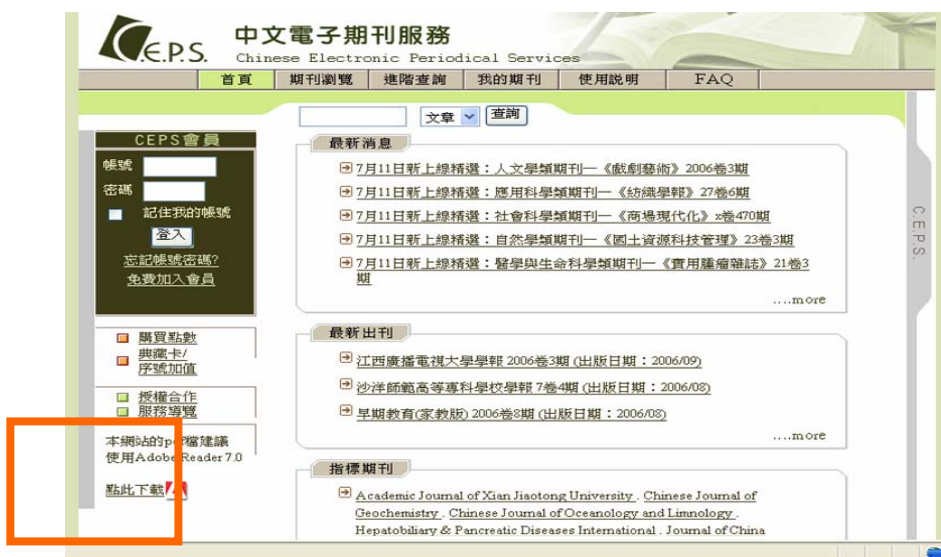 C.E.P.S. 中文電子期刊服務
Chinese Electronic Periodical Services
首頁 期刊瀏覽 進階查詢 我的期刊 使用說明 FAQ
文章 查詢
CEPS會員
帳號
密碼
記住我的帳號
登入
忘記帳號密碼?
免費加入會員
購買點數
典藏卡/
序號加值
授權合作
服務導覽
本網站的pdf檔建議
使用Adobe Reader 7.0
點此下載
最新消息
7月11日新上線精選：人文學類期刊—《戲劇藝術》2006卷3期
7月11日新上線精選：應用科學類期刊—《紡織學報》27卷6期
7月11日新上線精選：社會科學類期刊—《商場現代化》x卷470期
7月11日新上線精選：自然學類期刊—《國土資源科技管理》23卷3期
7月11日新上線精選：醫學與生命科學類期刊—《實用腫瘤雜誌》21卷3
期
....more
最新出刊
江西廣播電視大學學報 2006卷3期 (出版日期：2006/09)
沙洋師範高等專科學校學報 7卷4期 (出版日期：2006/08)
早期教育(家教版) 2006卷8期 (出版日期：2006/08)
....more
指標期刊
Academic Journal of Xian Jiaotong University . Chinese Journal of
Geochemistry . Chinese Journal of Oceanology and Limnology .
Hepatobiliary & Pancreatic Diseases International . Journal of China
C.E.P.S.